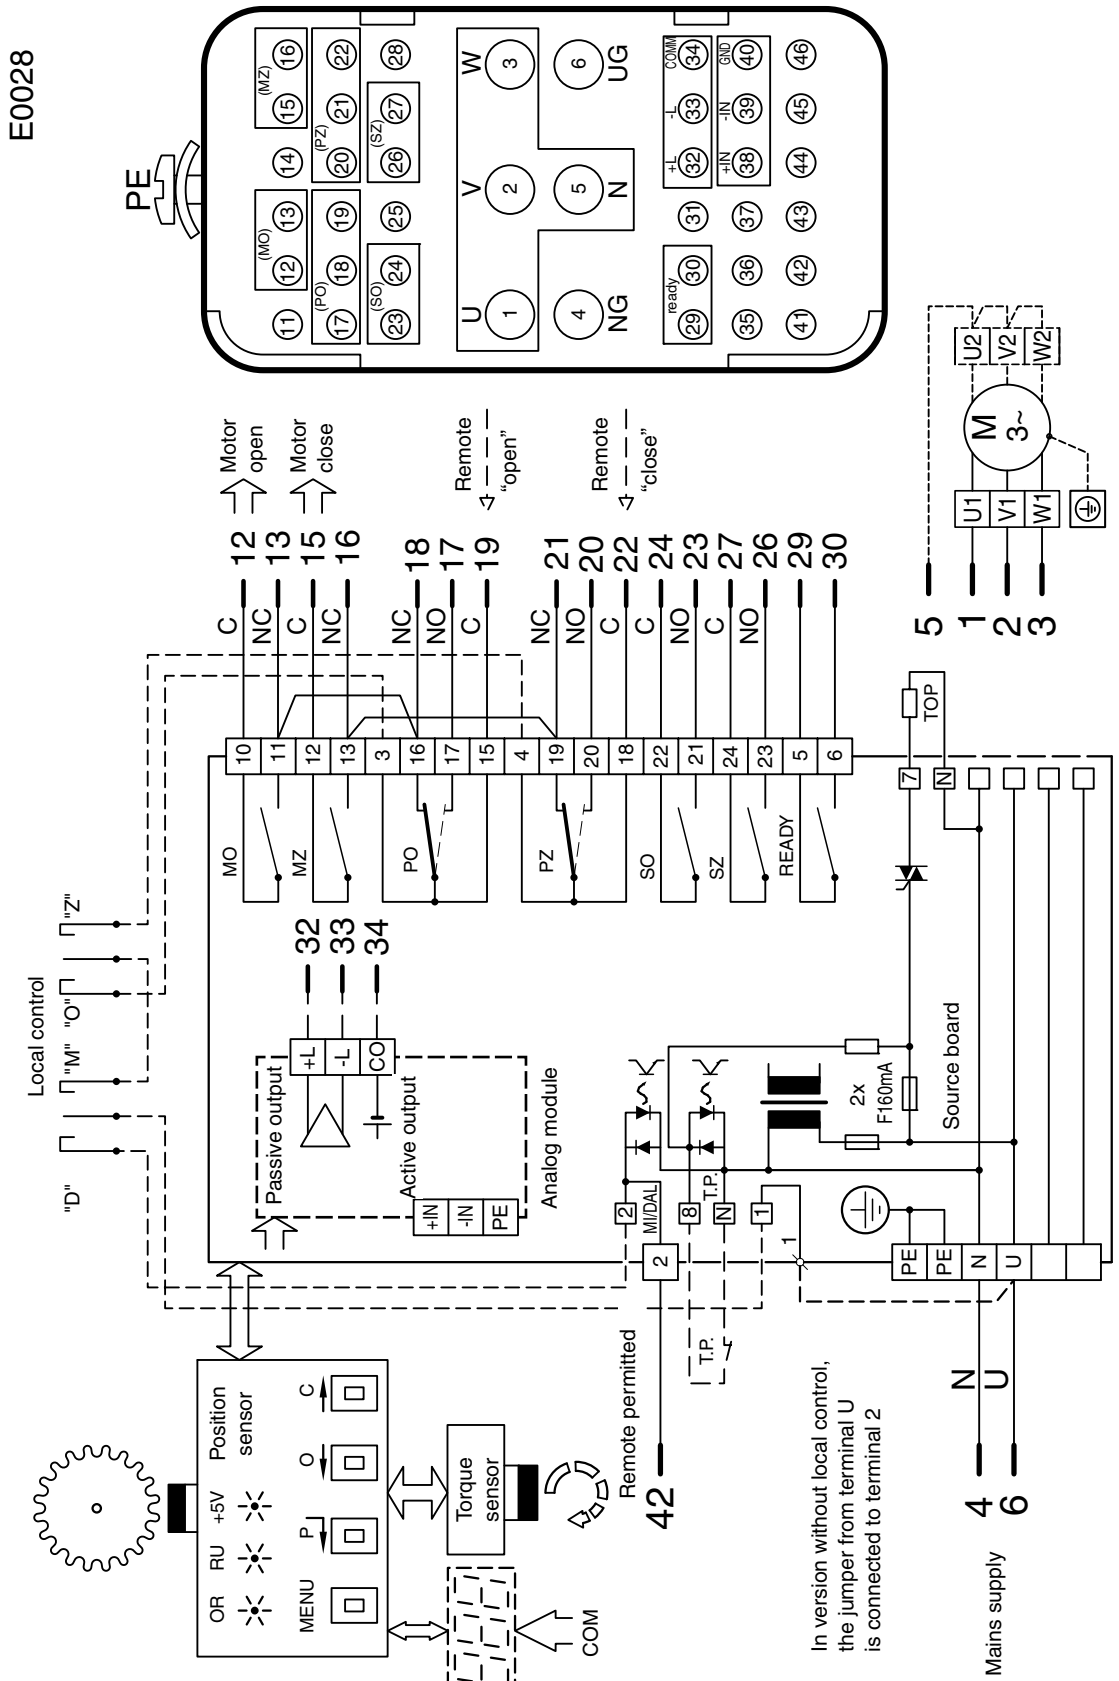 E0028
PE
(MO)
(MZ)
11
12
13
14
15
16
(PO)
(PZ)
17
18
19
20
21
22
(SO)
(SZ)
23
24
25
26
27
28
U
V
W
1
2
3
4
5
6
NG
N
UG
ready
+L
-L
COMM
29
30
31
32
33
34
+IN
-IN
GND
35
36
37
38
39
40
41
42
43
44
45
46
Motor
open
Motor
close
Remote
“open”
Remote
“close”
12
13
15
16
18
17
19
21
20
22
24
23
27
26
29
30
C
NC
C
NC
NC
NO
C
NC
NO
C
C
NO
C
NO
10
11
12
13
3
16
17
15
4
19
20
18
22
21
24
23
5
6
MO
MZ
PO
PZ
SO
SZ
READY
5
1
2
3
U1
V1
W1
M
3~
U2
V2
W2
TOP
7
N
Local control
"D"
"M"
"O"
"Z"
32
33
34
+L
-L
CO
Passive output
Active output
+IN
-IN
PE
Analog module
2x
F160mA
Source board
2
MI/DAL
8
T.P.
N
1
2
1
T.P.
PE
PE
N
U
Position
sensor
OR
RU
+5V
MENU
P
O
C
Torque
sensor
COM
Remote permitted
42
In version without local control,
the jumper from terminal U
is connected to terminal 2
N
U
4
6
Mains supply